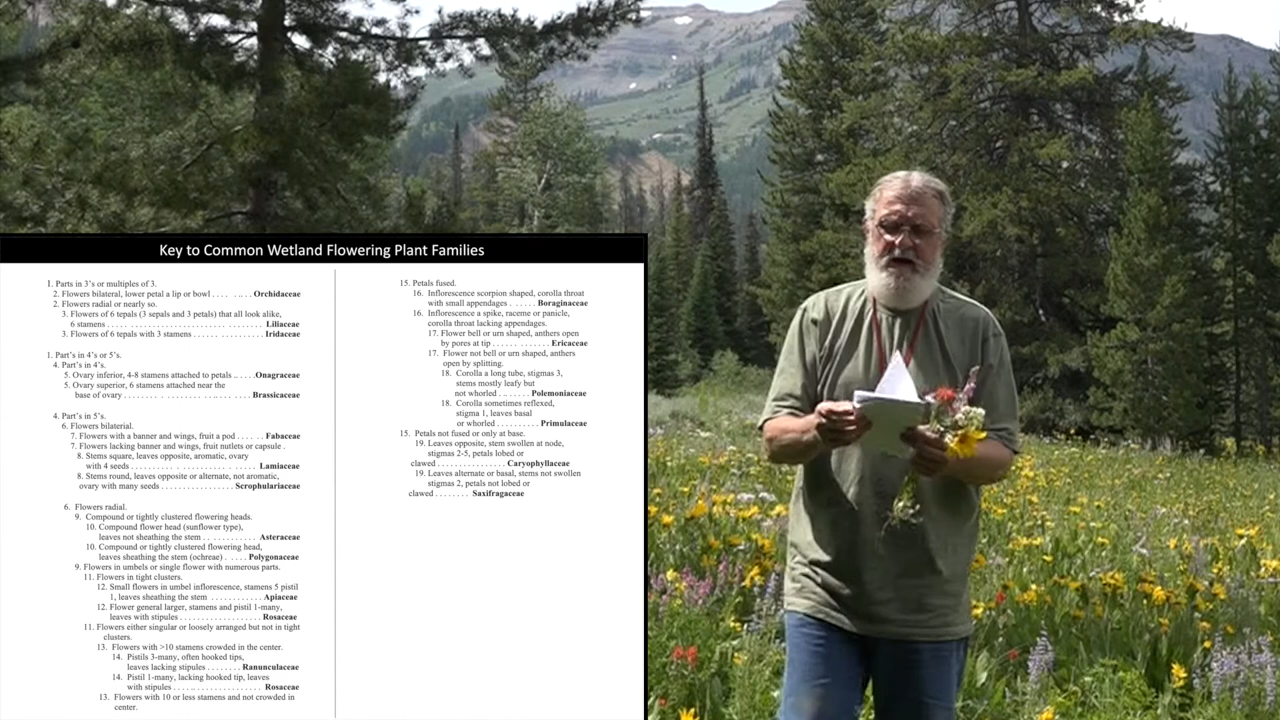 Key to Common Wetland Flowering Plant Families
1. Parts in 3's or multiples of 3.
2. Flowers bilateral, lower petal a lip or bowl . . . . . . . . . Orchidaceae
2. Flowers radial or nearly so.
3. Flowers of 6 tepals (3 sepals and 3 petals) that all look alike,
6 stamens . . . . . . . . . . . . . . . . . . . . . . . . . . . . . . . Liliaceae
3. Flowers of 6 tepals with 3 stamens . . . . . . . . . . . . . . Iridaceae
1. Part's in 4's or 5's.
4. Part's in 4's.
5. Ovary inferior, 4-8 stamens attached to petals . . . . . .Onagraceae
5. Ovary superior, 6 stamens attached near the
base of ovary . . . . . . . . . . . . . . . . . . . . . . . . Brassicaceae
4. Part's in 5's.
6. Flowers bilaterial.
7. Flowers with a banner and wings, fruit a pod . . . . . . Fabaceae
7. Flowers lacking banner and wings, fruit nutlets or capsule .
8. Stems square, leaves opposite, aromatic, ovary
with 4 seeds . . . . . . . . . . . . . . . . . . . . . . . . . Lamiaceae
8. Stems round, leaves opposite or alternate, not aromatic,
ovary with many seeds . . . . . . . . . . . . . . . . . . Scrophulariaceae
6. Flowers radial.
9. Compound or tightly clustered flowering heads.
10. Compound flower head (sunflower type),
leaves not sheathing the stem . . . . . . . . . . . . Asteraceae
10. Compound or tightly clustered flowering head,
leaves sheathing the stem (ochreae) . . . . . Polygonaceae
9. Flowers in umbels or single flower with numerous parts.
11. Flowers in tight clusters.
12. Small flowers in umbel inflorescence, stamens 5 pistil
1, leaves sheathing the stem . . . . . . . . . . . . Apiaceae
12. Flower general larger, stamens and pistil 1-many,
leaves with stipules . . . . . . . . . . . . . . . . . . . Rosaceae
11. Flowers either singular or loosely arranged but not in tight
clusters.
13. Flowers with >10 stamens crowded in the center.
14. Pistils 3-many, often hooked tips,
leaves lacking stipules . . . . . . . . Ranunculaceae
14. Pistil 1-many, lacking hooked tip, leaves
with stipules . . . . . . . . . . . . . . . . . . . . Rosaceae
13. Flowers with 10 or less stamens and not crowded in
center.
15. Petals fused.
16. Inflorescence scorpion shaped, corolla throat
with small appendages . . . . . . Boraginaceae
16. Inflorescence a spike, raceme or panicle,
corolla throat lacking appendages.
17. Flower bell or urn shaped, anthers open
by pores at tip . . . . . . . . . . . . . Ericaceae
17. Flower not bell or urn shaped, anthers
open by splitting.
18. Corolla a long tube, stigmas 3,
stems mostly leafy but
not whorled . . . . . . . . Polemoniaceae
18. Corolla sometimes reflexed,
stigma 1, leaves basal
or whorled . . . . . . . . . . Primulaceae
15. Petals not fused or only at base.
19. Leaves opposite, stem swollen at node,
stigmas 2-5, petals lobed or
clawed . . . . . . . . . . . . . . . Caryophyllaceae
19. Leaves alternate or basal, stems not swollen
stigmas 2, petals not lobed or
clawed . . . . . . . . Saxifragaceae